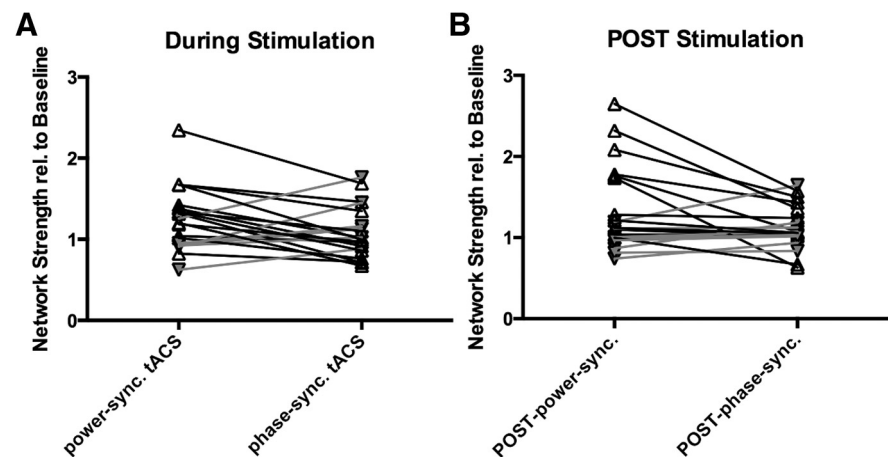 A
During Stimulation
Network Strength rel. to Baseline
3
2
1
0
power-sync. tACS
phase-sync. tACS
B
POST Stimulation
Network Strength rel. to Baseline
3
2
1
0
POST-power-sync.
POST-phase-sync.